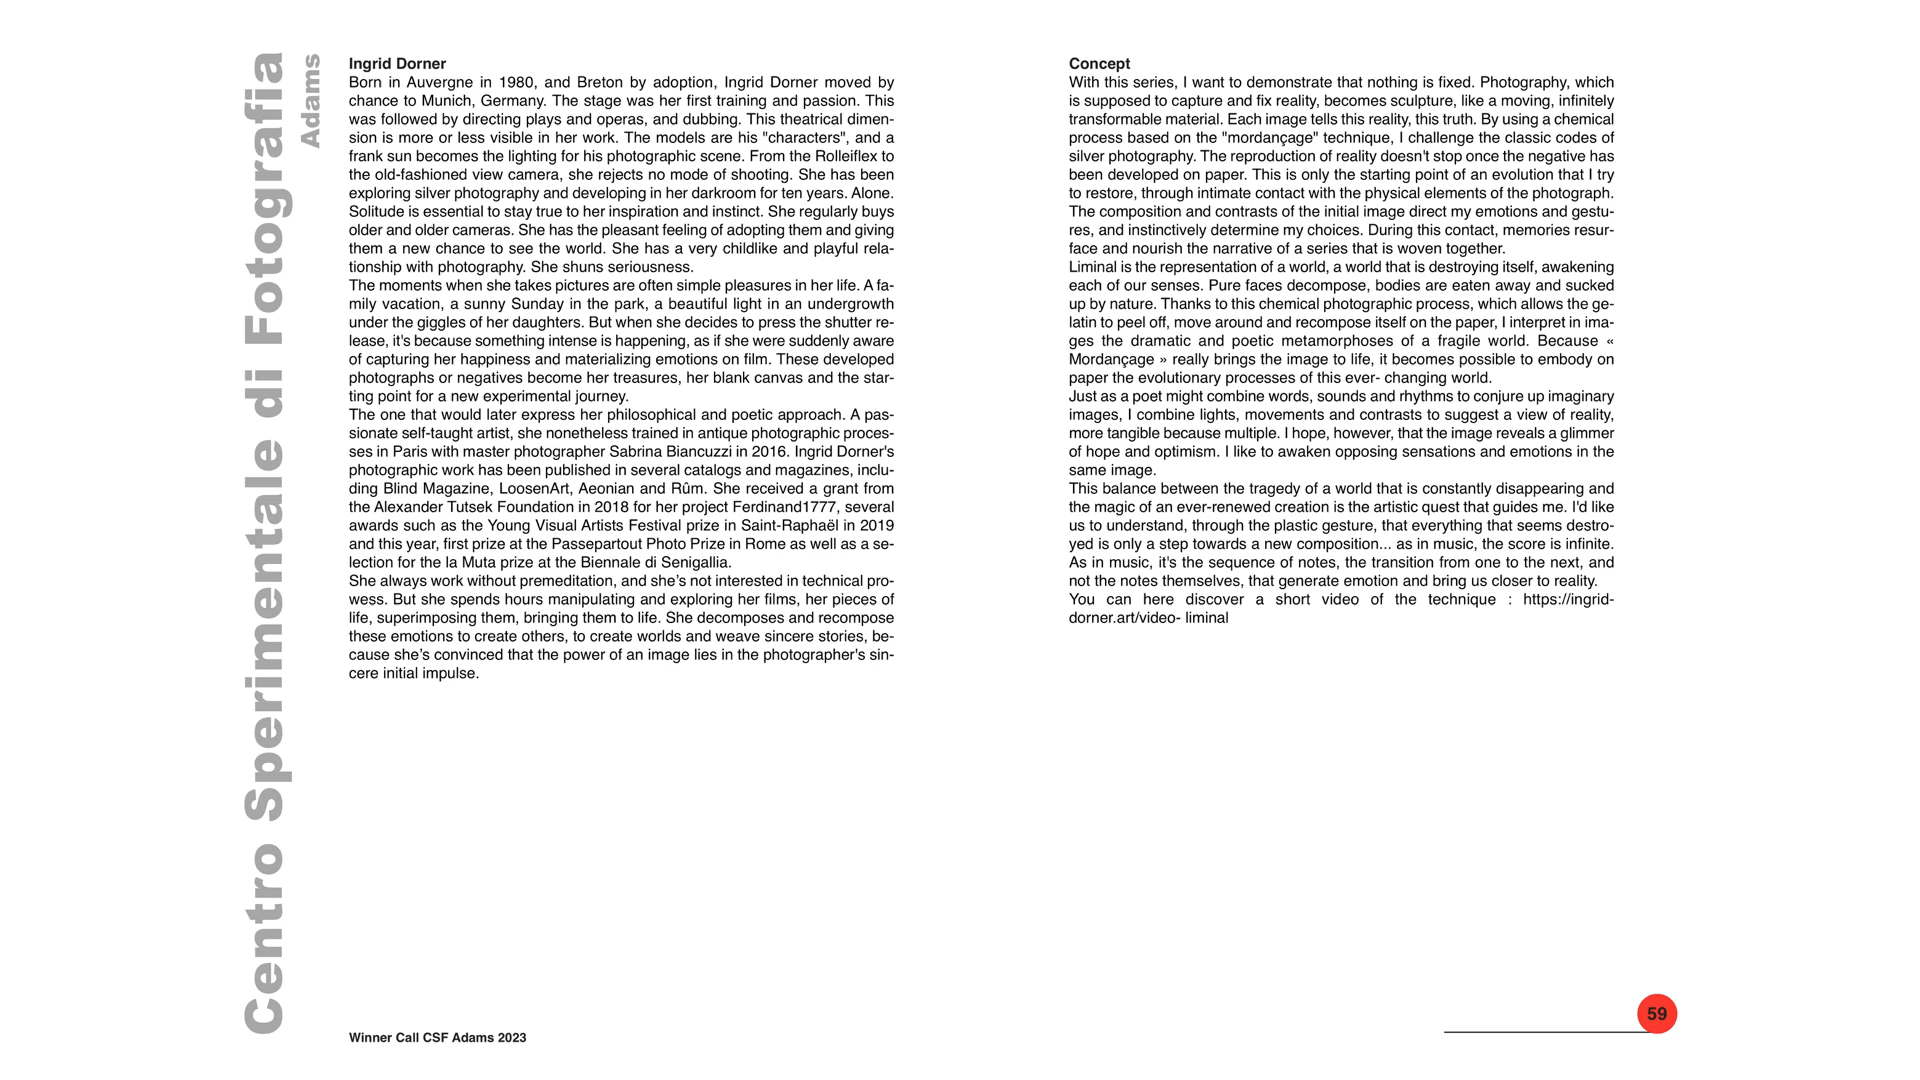 Centro Sperimentale di Fotografia
Adams
Ingrid Dorner
Born in Auvergne in 1980, and Breton by adoption, Ingrid Dorner moved by
chance to Munich, Germany. The stage was her first training and passion. This
was followed by directing plays and operas, and dubbing. This theatrical dimen-
sion is more or less visible in her work. The models are his "characters", and a
frank sun becomes the lighting for his photographic scene. From the Rolleiflex to
the old-fashioned view camera, she rejects no mode of shooting. She has been
exploring silver photography and developing in her darkroom for ten years. Alone.
Solitude is essential to stay true to her inspiration and instinct. She regularly buys
older and older cameras. She has the pleasant feeling of adopting them and giving
them a new chance to see the world. She has a very childlike and playful rela-
tionship with photography. She shuns seriousness.
The moments when she takes pictures are often simple pleasures in her life. A fa-
mily vacation, a sunny Sunday in the park, a beautiful light in an undergrowth
under the giggles of her daughters. But when she decides to press the shutter re-
lease, it's because something intense is happening, as if she were suddenly aware
of capturing her happiness and materializing emotions on film. These developed
photographs or negatives become her treasures, her blank canvas and the star-
ting point for a new experimental journey.
The one that would later express her philosophical and poetic approach. A pas-
sionate self-taught artist, she nonetheless trained in antique photographic proces-
ses in Paris with master photographer Sabrina Biancuzzi in 2016. Ingrid Dorner's
photographic work has been published in several catalogs and magazines, inclu-
ding Blind Magazine, LoosenArt, Aeonian and Rûm. She received a grant from
the Alexander Tutsek Foundation in 2018 for her project Ferdinand1777, several
awards such as the Young Visual Artists Festival prize in Saint-Raphaël in 2019
and this year, first prize at the Passepartout Photo Prize in Rome as well as a se-
lection for the la Muta prize at the Biennale di Senigallia.
She always work without premeditation, and she’s not interested in technical pro-
wess. But she spends hours manipulating and exploring her films, her pieces of
life, superimposing them, bringing them to life. She decomposes and recompose
these emotions to create others, to create worlds and weave sincere stories, be-
cause she’s convinced that the power of an image lies in the photographer's sin-
cere initial impulse.
Concept
With this series, I want to demonstrate that nothing is fixed. Photography, which
is supposed to capture and fix reality, becomes sculpture, like a moving, infinitely
transformable material. Each image tells this reality, this truth. By using a chemical
process based on the "mordançage" technique, I challenge the classic codes of
silver photography. The reproduction of reality doesn't stop once the negative has
been developed on paper. This is only the starting point of an evolution that I try
to restore, through intimate contact with the physical elements of the photograph.
The composition and contrasts of the initial image direct my emotions and gestu-
res, and instinctively determine my choices. During this contact, memories resur-
face and nourish the narrative of a series that is woven together.
Liminal is the representation of a world, a world that is destroying itself, awakening
each of our senses. Pure faces decompose, bodies are eaten away and sucked
up by nature. Thanks to this chemical photographic process, which allows the ge-
latin to peel off, move around and recompose itself on the paper, I interpret in ima-
ges the dramatic and poetic metamorphoses of a fragile world. Because «
Mordançage » really brings the image to life, it becomes possible to embody on
paper the evolutionary processes of this ever- changing world.
Just as a poet might combine words, sounds and rhythms to conjure up imaginary
images, I combine lights, movements and contrasts to suggest a view of reality,
more tangible because multiple. I hope, however, that the image reveals a glimmer
of hope and optimism. I like to awaken opposing sensations and emotions in the
same image.
This balance between the tragedy of a world that is constantly disappearing and
the magic of an ever-renewed creation is the artistic quest that guides me. I'd like
us to understand, through the plastic gesture, that everything that seems destro-
yed is only a step towards a new composition... as in music, the score is infinite.
As in music, it's the sequence of notes, the transition from one to the next, and
not the notes themselves, that generate emotion and bring us closer to reality.
You can here discover a short video of the technique : https://ingrid-
dorner.art/video- liminal
Winner Call CSF Adams 2023
59